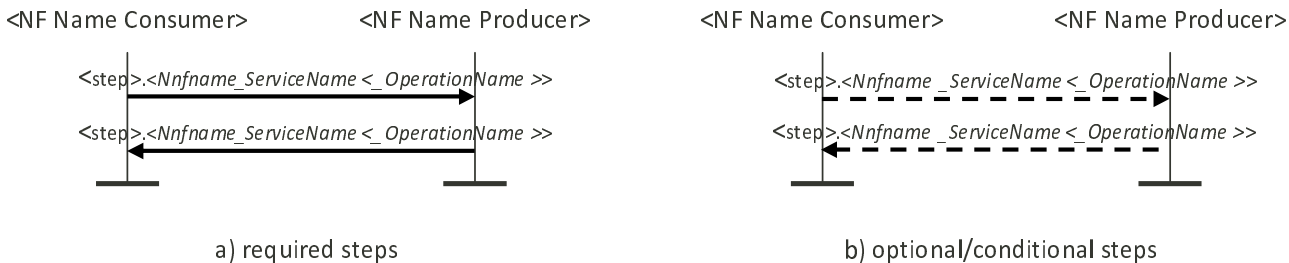 <NF Name Consumer> <NF Name Producer>
<step>.<Nnfname_ServiceName <_OperationName >>
<step>.<Nnfname_ServiceName <_OperationName >>
a) required steps
<NF Name Consumer> <NF Name Producer>
<step>.<Nnfname _ServiceName <_OperationName >>
<step>.<Nnfname _ServiceName <_OperationName >>
b) optional/conditional steps